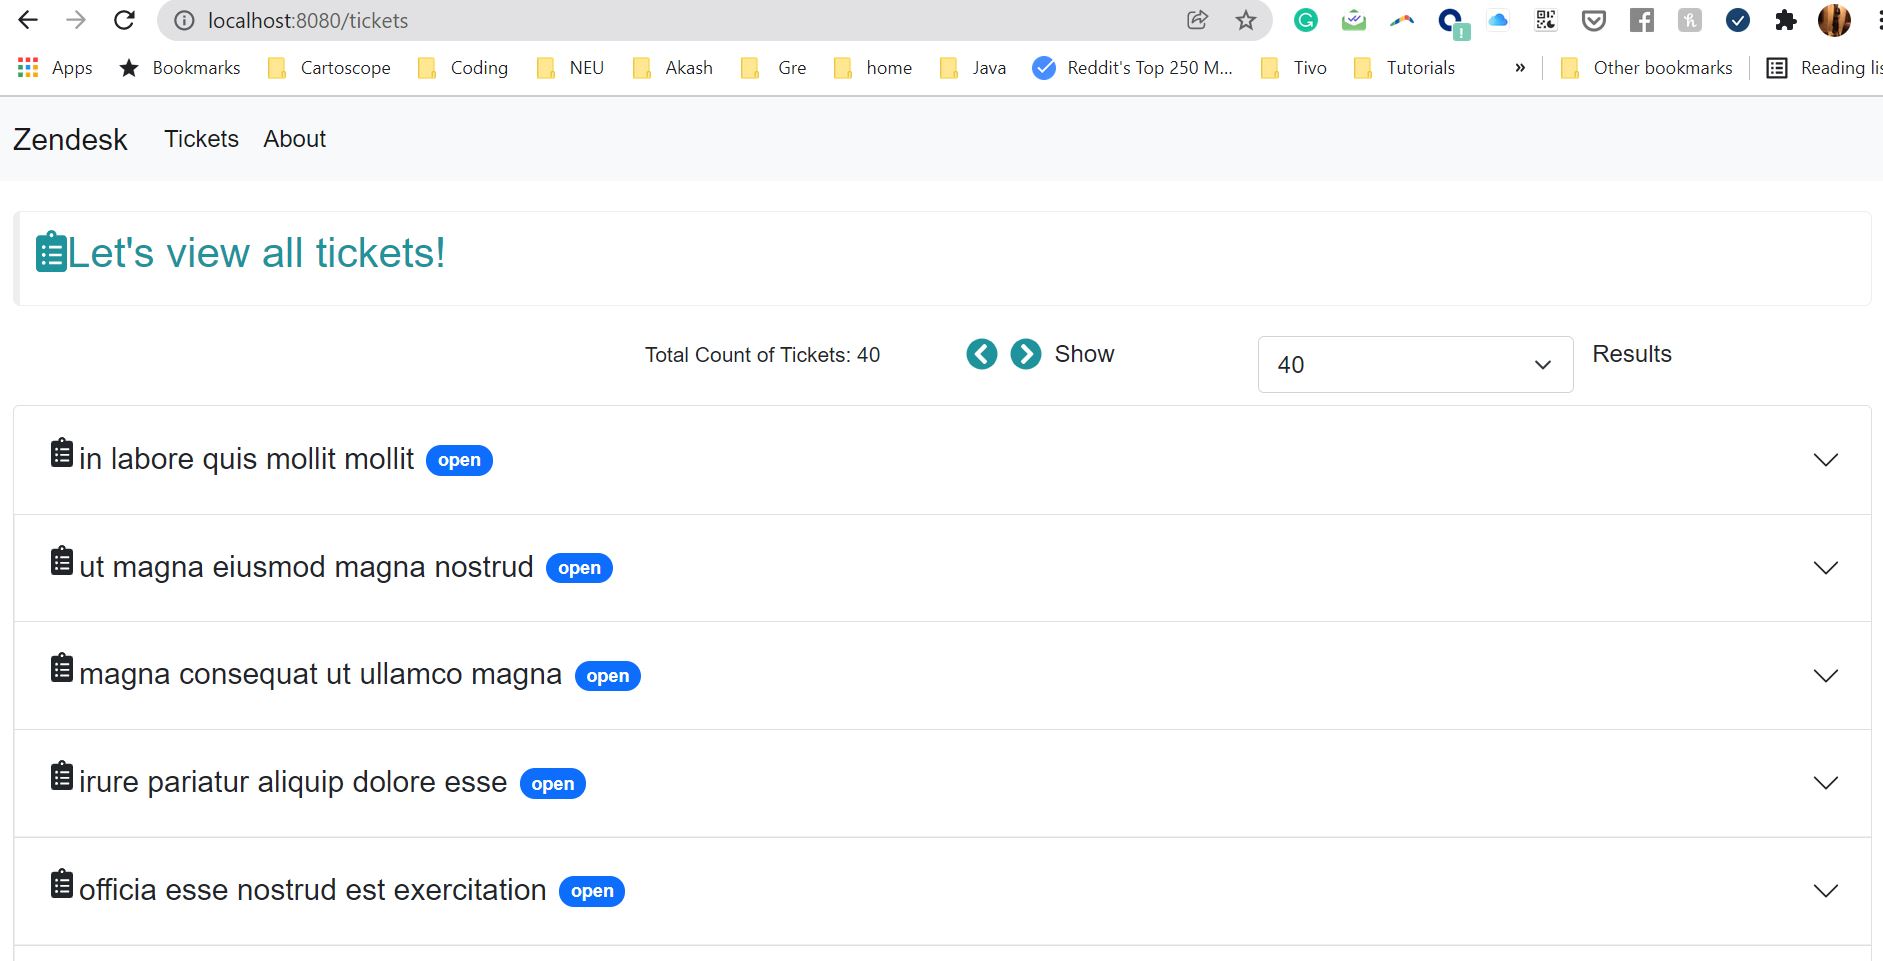 localhost:8080/tickets
Apps Bookmarks Cartoscope Coding NEU Akash Gre home Java Reddit's Top 250 M... Tivo Tutorials » Other bookmarks Reading lis
Zendesk Tickets About
Let's view all tickets!
Total Count of Tickets: 40 Show 40 Results
in labore quis mollit mollit open
ut magna eiusmod magna nostrud open
magna consequat ut ullamco magna open
irure pariatur aliquip dolore esse open
officia esse nostrud est exercitation open